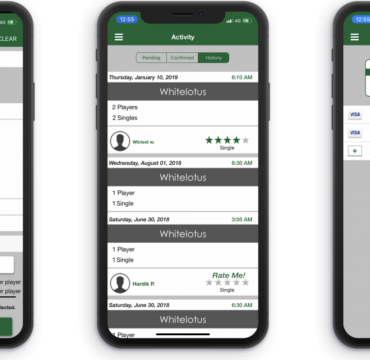 CLEAR
r player
r player
lected.
12:55
4G
Activity
Pending Confirmed History
Thursday, January 10, 2019 6:10 AM
Whitelotus
2 Players
2 Singles
Single
Wednesday, August 01, 2018 6:30 AM
Whitelotus
1 Player
1 Single
Saturday, June 30, 2018 3:05 AM
Whitelotus
1 Player
1 Single
Rate Me!
Hardik P.
Single
Saturday, June 30, 2018 6:30 AM
Whitelotus
1 Player
12:55
VISA
VISA
+